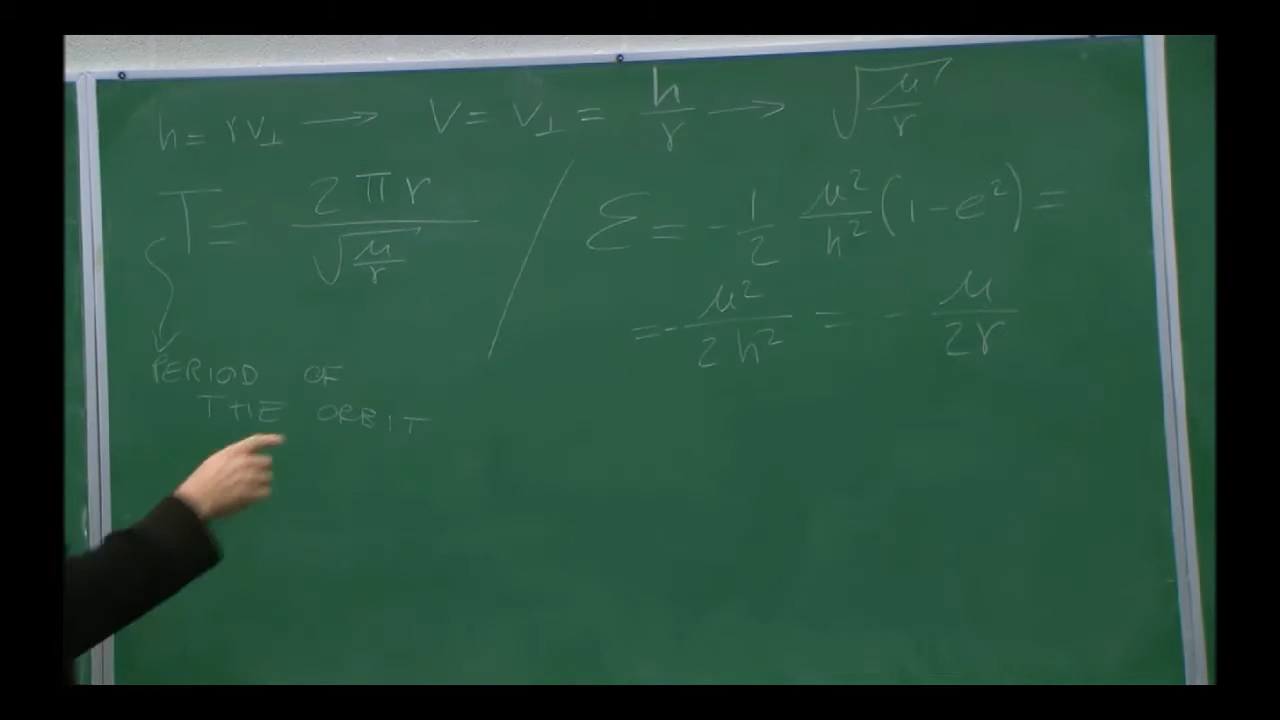 h = r v⊥ → V = V⊥ = h/r → √(μ/r)
T = 2πr / √(μ/r)
PERIOD OF
THE ORBIT
ℰ = - 1/2 μ²/h² (1 - e²) =
= - μ²/2h² = - μ/2r